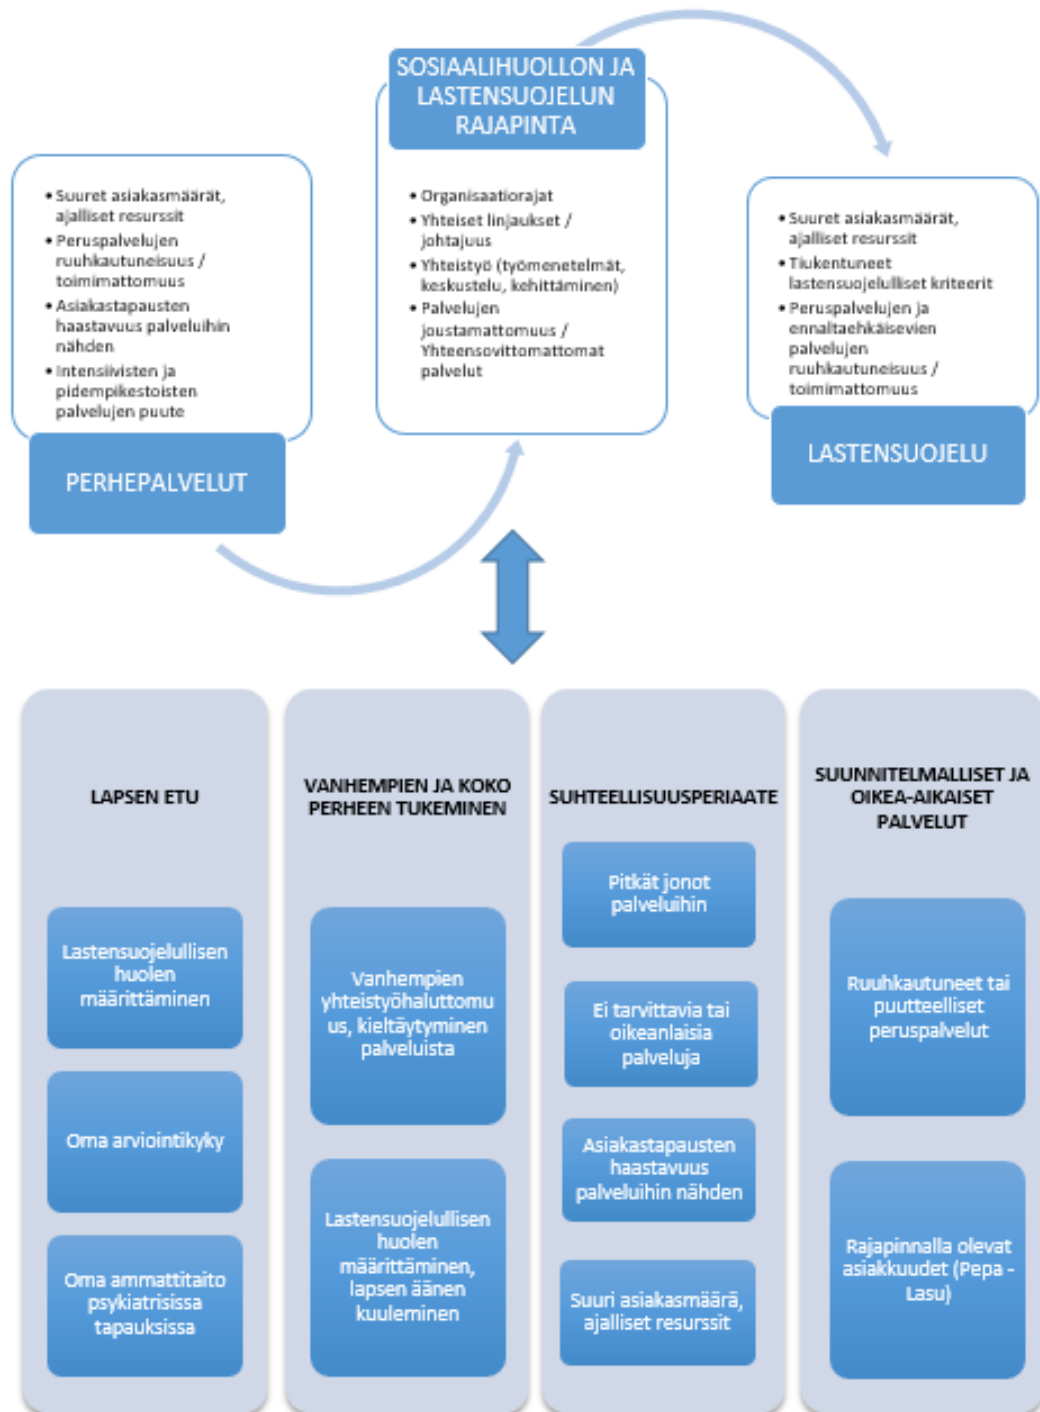 SOSIAALIHUOLLON JA
LASTENSUOJELUN
RAJAPINTA
• Suuret asiakasmäärät,
ajalliset resurssit
• Peruspalvelujen
ruuhkautuneisuus /
toimimattomuus
• Asiakastapausten
haastavuus palveluihin
nähden
• Intensiivisten ja
pidempikestoisten
palvelujen puute
PERHEPALVELUT
• Organisaatiorajat
• Yhteiset linjaukset /
johtajuus
• Yhteistyö (työmenetelmät,
keskustelu, kehittäminen)
• Palvelujen
joustamattomuus /
Yhteensovittomattomat
palvelut
• Suuret asiakasmäärät,
ajalliset resurssit
• Tiukentuneet
lastensuojelulliset kriteerit
• Peruspalvelujen ja
ennaltaehkäisevien
palvelujen
ruuhkautuneisuus /
toimimattomuus
LASTENSUOJELU
LAPSEN ETU
Lastensuojelullisen
huolen
määrittäminen
Oma arviointikyky
Oma ammattitaito
psykiatrisissa
tapauksissa
VANHEMPIEN JA KOKO
PERHEEN TUKEMINEN
Vanhempien
yhteistyöhaluttomu
us, kieltäytyminen
palveluista
Lastensuojelullisen
huolen
määrittäminen,
lapsen äänen
kuuleminen
SUHTEELLISUUSPERIAATE
Pitkät jonot
palveluihin
Ei tarvittavia tai
oikeanlaisia
palveluja
Asiakastapausten
haastavuus
palveluihin nähden
Suuri asiakasmäärä,
ajalliset resurssit
SUUNNITELMALLISET JA
OIKEA-AIKAISET
PALVELUT
Ruuhkautuneet tai
puutteelliset
peruspalvelut
Rajapinnalla olevat
asiakkuudet (Pepa -
Lasu)